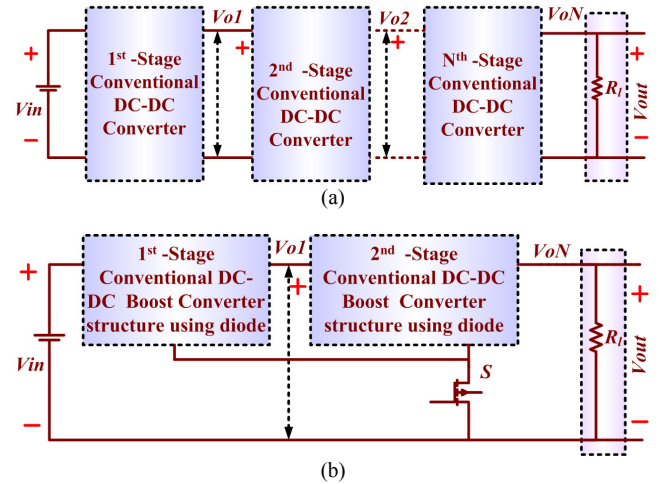 Vo1
Vo2
VoN
+
+
+
+
1st -Stage
Conventional
DC-DC
Converter
2nd -Stage
Conventional
DC-DC
Converter
Nth -Stage
Conventional
DC-DC
Converter
Vin
Rl
Vout
−
−
(a)
Vo1
VoN
+
+
+
1st -Stage
Conventional DC-
DC Boost Converter
structure using diode
2nd -Stage
Conventional DC-DC
Boost Converter
structure using diode
Vin
S
Rl
Vout
−
−
(b)